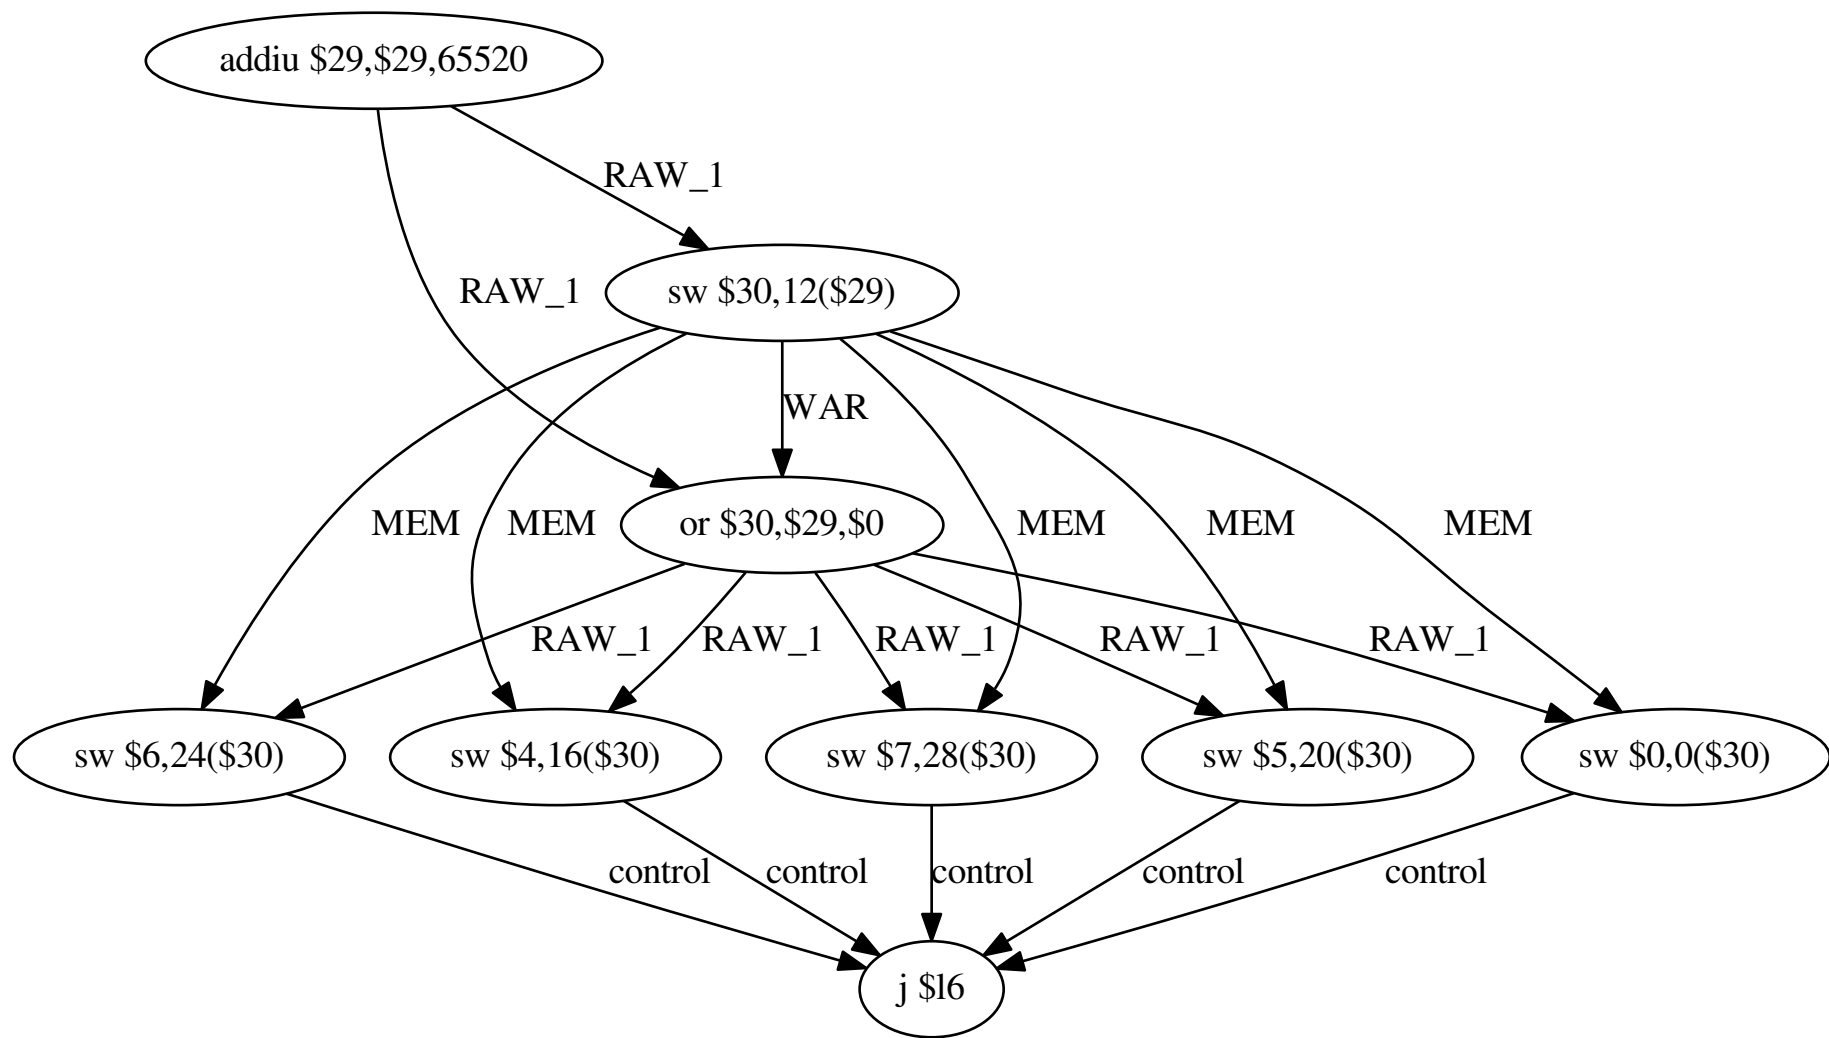 addiu $29,$29,65520
RAW_1
sw $30,12($29)
RAW_1
WAR
MEM
MEM
or $30,$29,$0
MEM
MEM
MEM
RAW_1
RAW_1
RAW_1
RAW_1
RAW_1
sw $6,24($30)
sw $4,16($30)
sw $7,28($30)
sw $5,20($30)
sw $0,0($30)
control
control
control
control
control
j $l6